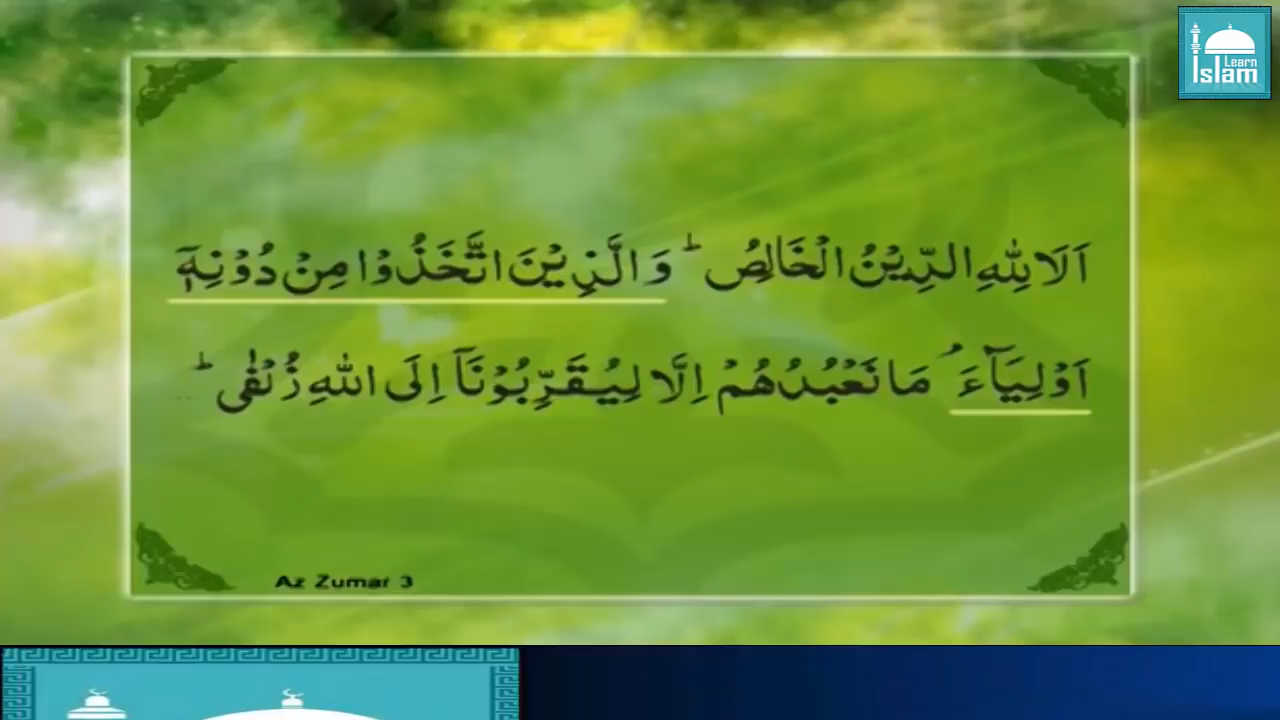 Learn
Islam
اَلَا لِلّٰهِ الدِّيْنُ الْخَالِصُ ؕ وَالَّذِيْنَ اتَّخَذُوْا مِنْ دُوْنِهٖۤ
اَوْلِيَآءَ ۘ مَا نَعْبُدُهُمْ اِلَّا لِيُقَرِّبُوْنَاۤ اِلَى اللّٰهِ زُلْفٰى ؕ
Az Zumar 3